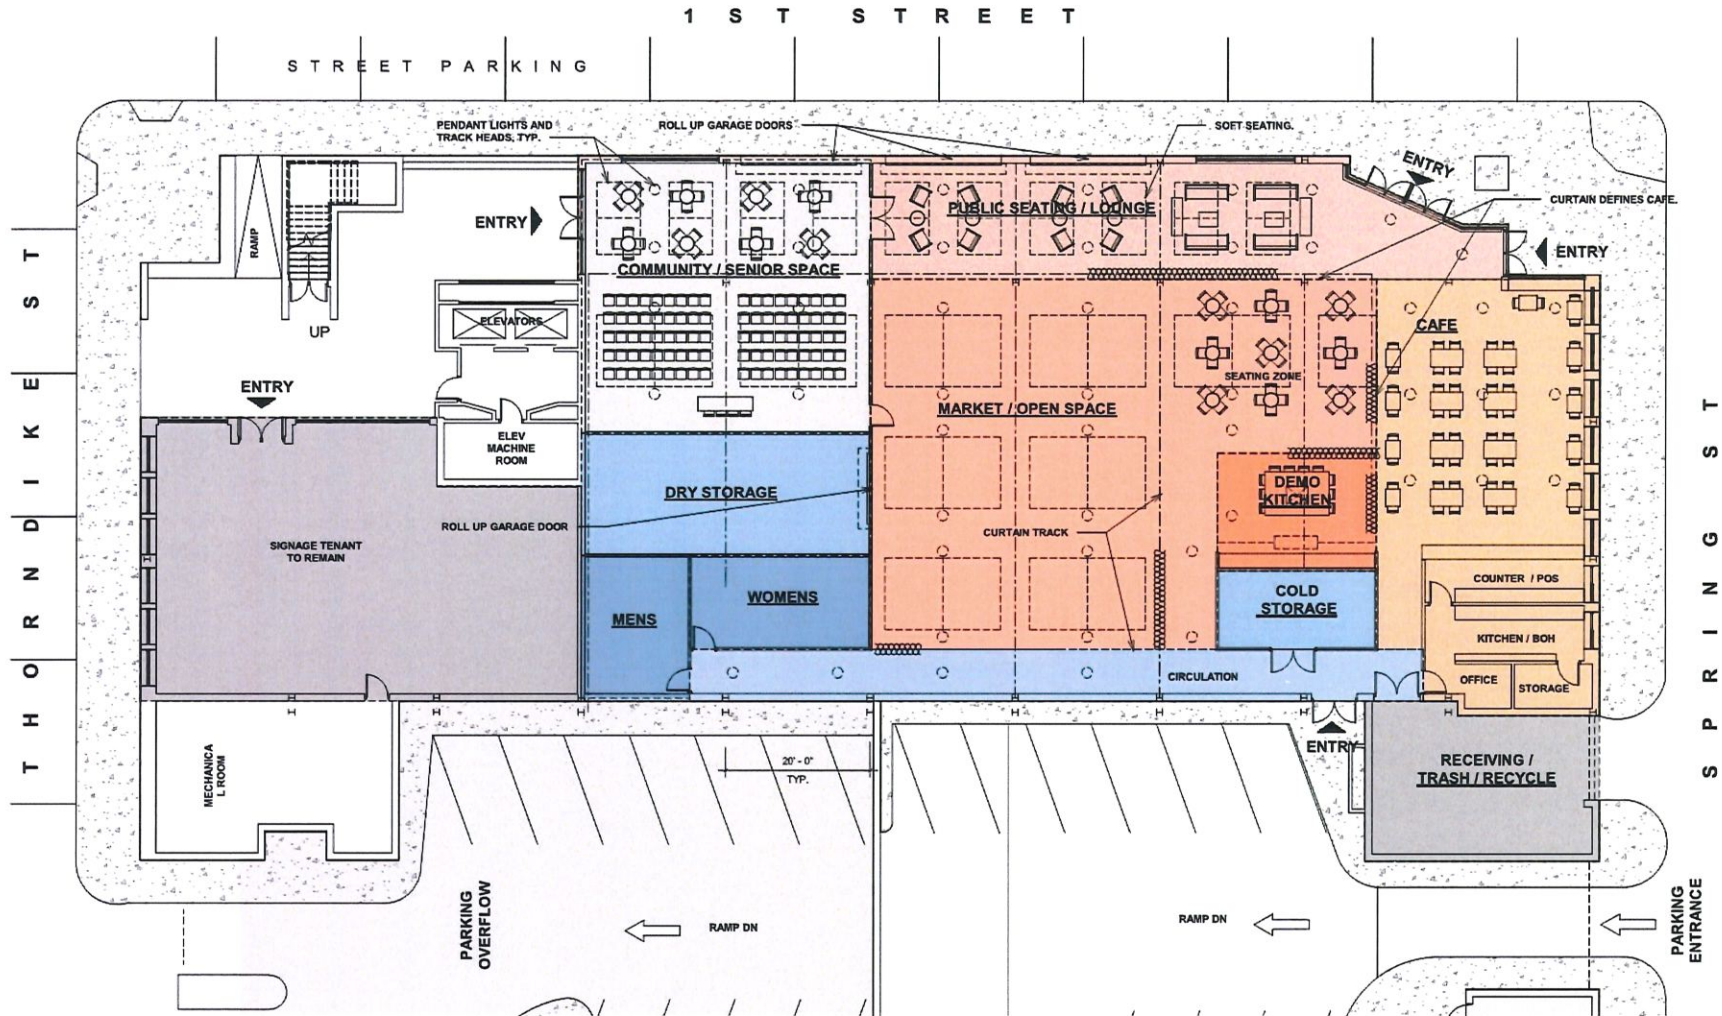 1ST STREET
STREET PARKING
PENDANT LIGHTS AND
TRACK HEADS, TYP.
ROLL UP GARAGE DOORS
SOFT SEATING.
ENTRY
CURTAIN DEFINES CAFE.
RAMP
ENTRY
PUBLIC SEATING / LOUNGE
ENTRY
COMMUNITY / SENIOR SPACE
UP
ELEVATORS
CAFE
ENTRY
SEATING ZONE
MARKET / OPEN SPACE
ELEV
MACHINE
ROOM
DRY STORAGE
DEMO
KITCHEN
ROLL UP GARAGE DOOR
CURTAIN TRACK
SIGNAGE TENANT
TO REMAIN
COUNTER / POS
COLD
STORAGE
WOMENS
MENS
KITCHEN / BOH
CIRCULATION
OFFICE
STORAGE
ENTRY
20' - 0"
TYP.
MECHANICA
L ROOM
RECEIVING /
TRASH / RECYCLE
PARKING
OVERFLOW
RAMP DN
RAMP DN
PARKING
ENTRANCE
THORNDIKE ST
SPRING ST